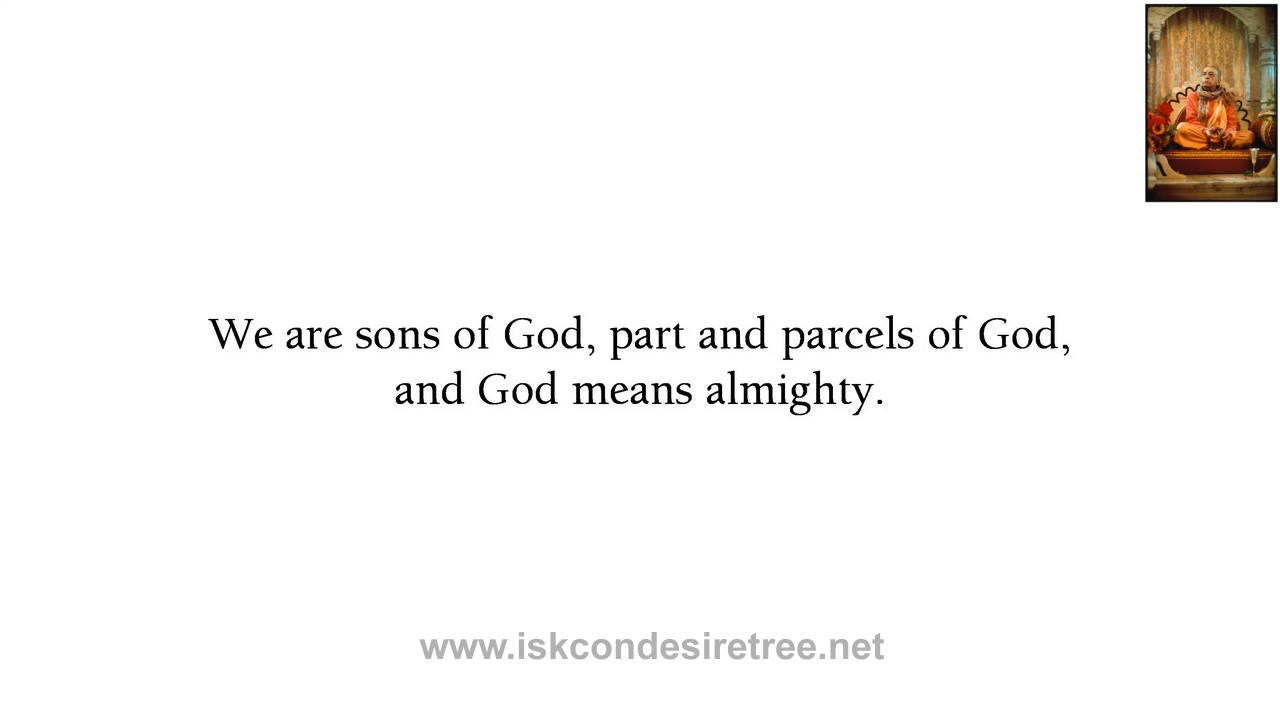 We are sons of God, part and parcels of God,
and God means almighty.
www.iskcondesiretree.net